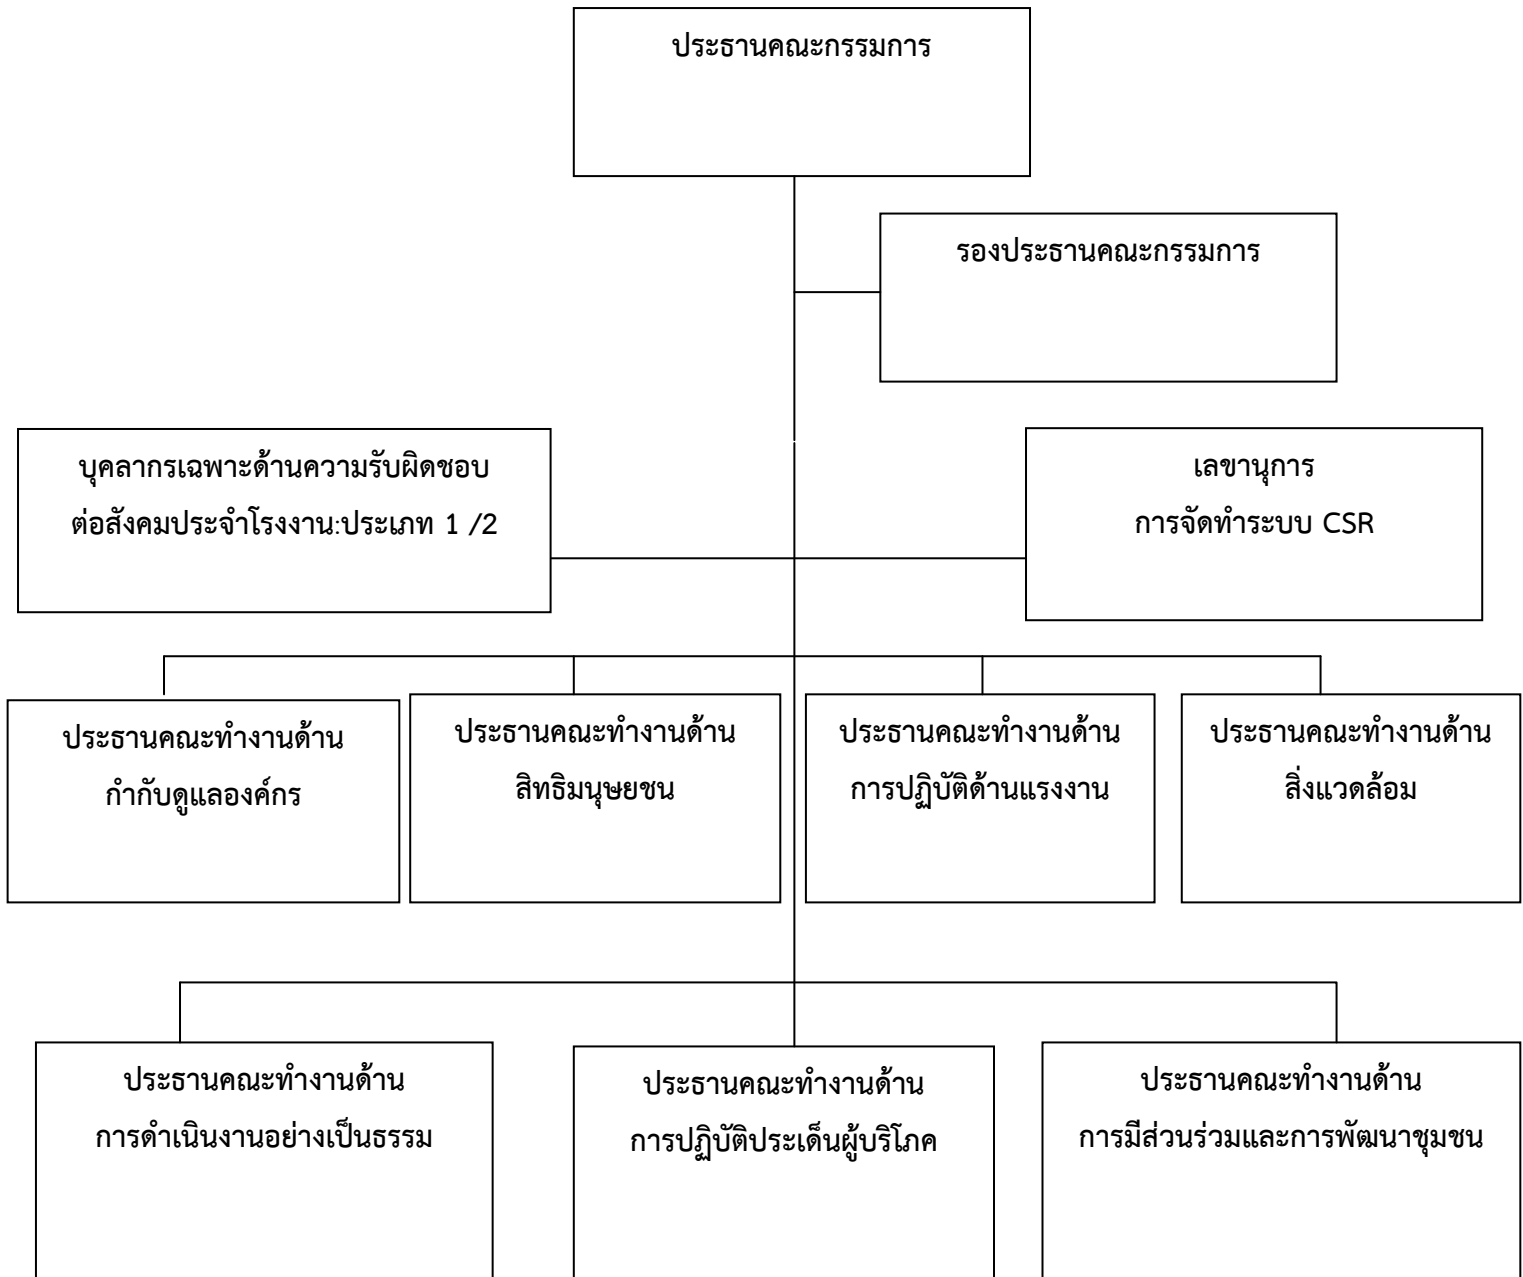 ประธานคณะกรรมการ
รองประธานคณะกรรมการ
บุคลากรเฉพาะด้านความรับผิดชอบ
ต่อสังคมประจำโรงงาน:ประเภท 1 /2
เลขานุการ
การจัดทำระบบ CSR
ประธานคณะทำงานด้าน
กำกับดูแลองค์กร
ประธานคณะทำงานด้าน
สิทธิมนุษยชน
ประธานคณะทำงานด้าน
การปฏิบัติด้านแรงงาน
ประธานคณะทำงานด้าน
สิ่งแวดล้อม
ประธานคณะทำงานด้าน
การดำเนินงานอย่างเป็นธรรม
ประธานคณะทำงานด้าน
การปฏิบัติประเด็นผู้บริโภค
ประธานคณะทำงานด้าน
การมีส่วนร่วมและการพัฒนาชุมชน